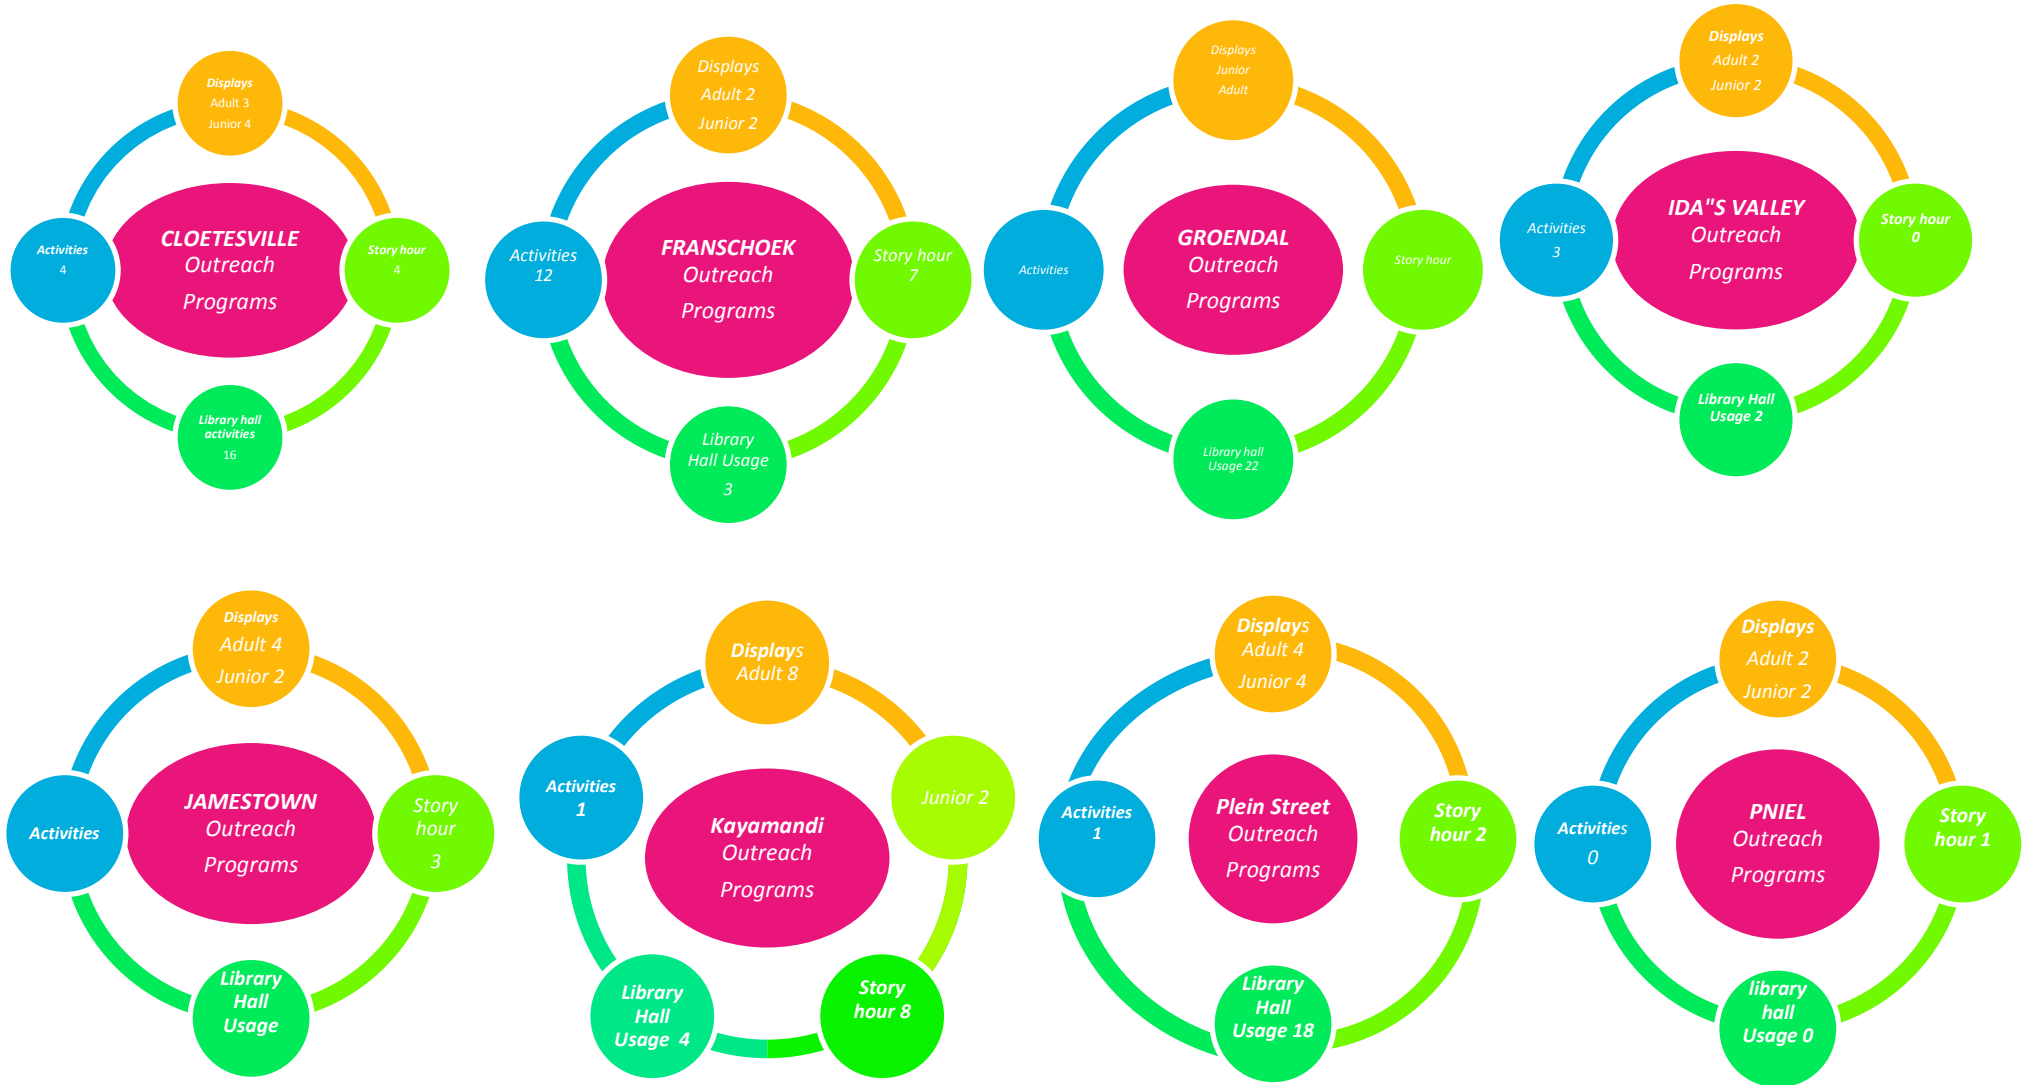 Displays
Adult 3
Junior 4
Activities
4
CLOETESVILLE
Outreach
Programs
Story hour
4
Library hall
activities
16
Displays
Adult 2
Junior 2
Activities
12
FRANSCHOEK
Outreach
Programs
Story hour
7
Library
Hall Usage
3
Displays
Junior
Adult
Activities
GROENDAL
Outreach
Programs
Story hour
Library hall
Usage 22
Displays
Adult 2
Junior 2
Activities
3
IDA"S VALLEY
Outreach
Programs
Story hour
0
Library Hall
Usage 2
Displays
Adult 4
Junior 2
Activities
JAMESTOWN
Outreach
Programs
Story
hour
3
Library
Hall
Usage
Displays
Adult 8
Activities
1
Kayamandi
Outreach
Programs
Junior 2
Library
Hall
Usage 4
Story
hour 8
Displays
Adult 4
Junior 4
Activities
1
Plein Street
Outreach
Programs
Story
hour 2
Library
Hall
Usage 18
Displays
Adult 2
Junior 2
Activities
0
PNIEL
Outreach
Programs
Story
hour 1
library
hall
Usage 0